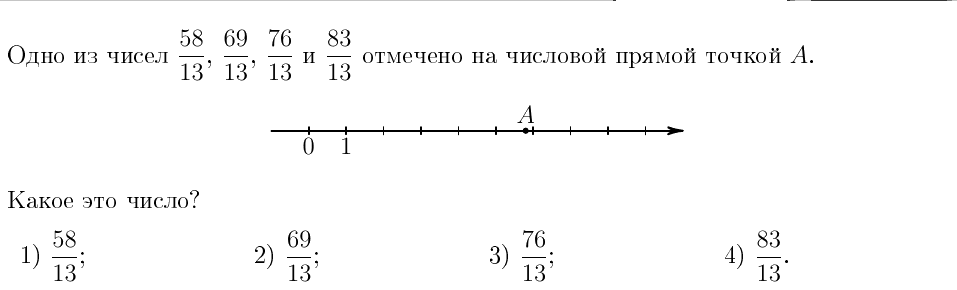 Одно из чисел 58/13, 69/13, 76/13 и 83/13 отмечено на числовой прямой точкой A.
A
0 1
Какое это число?
1) 58/13; 2) 69/13; 3) 76/13; 4) 83/13.